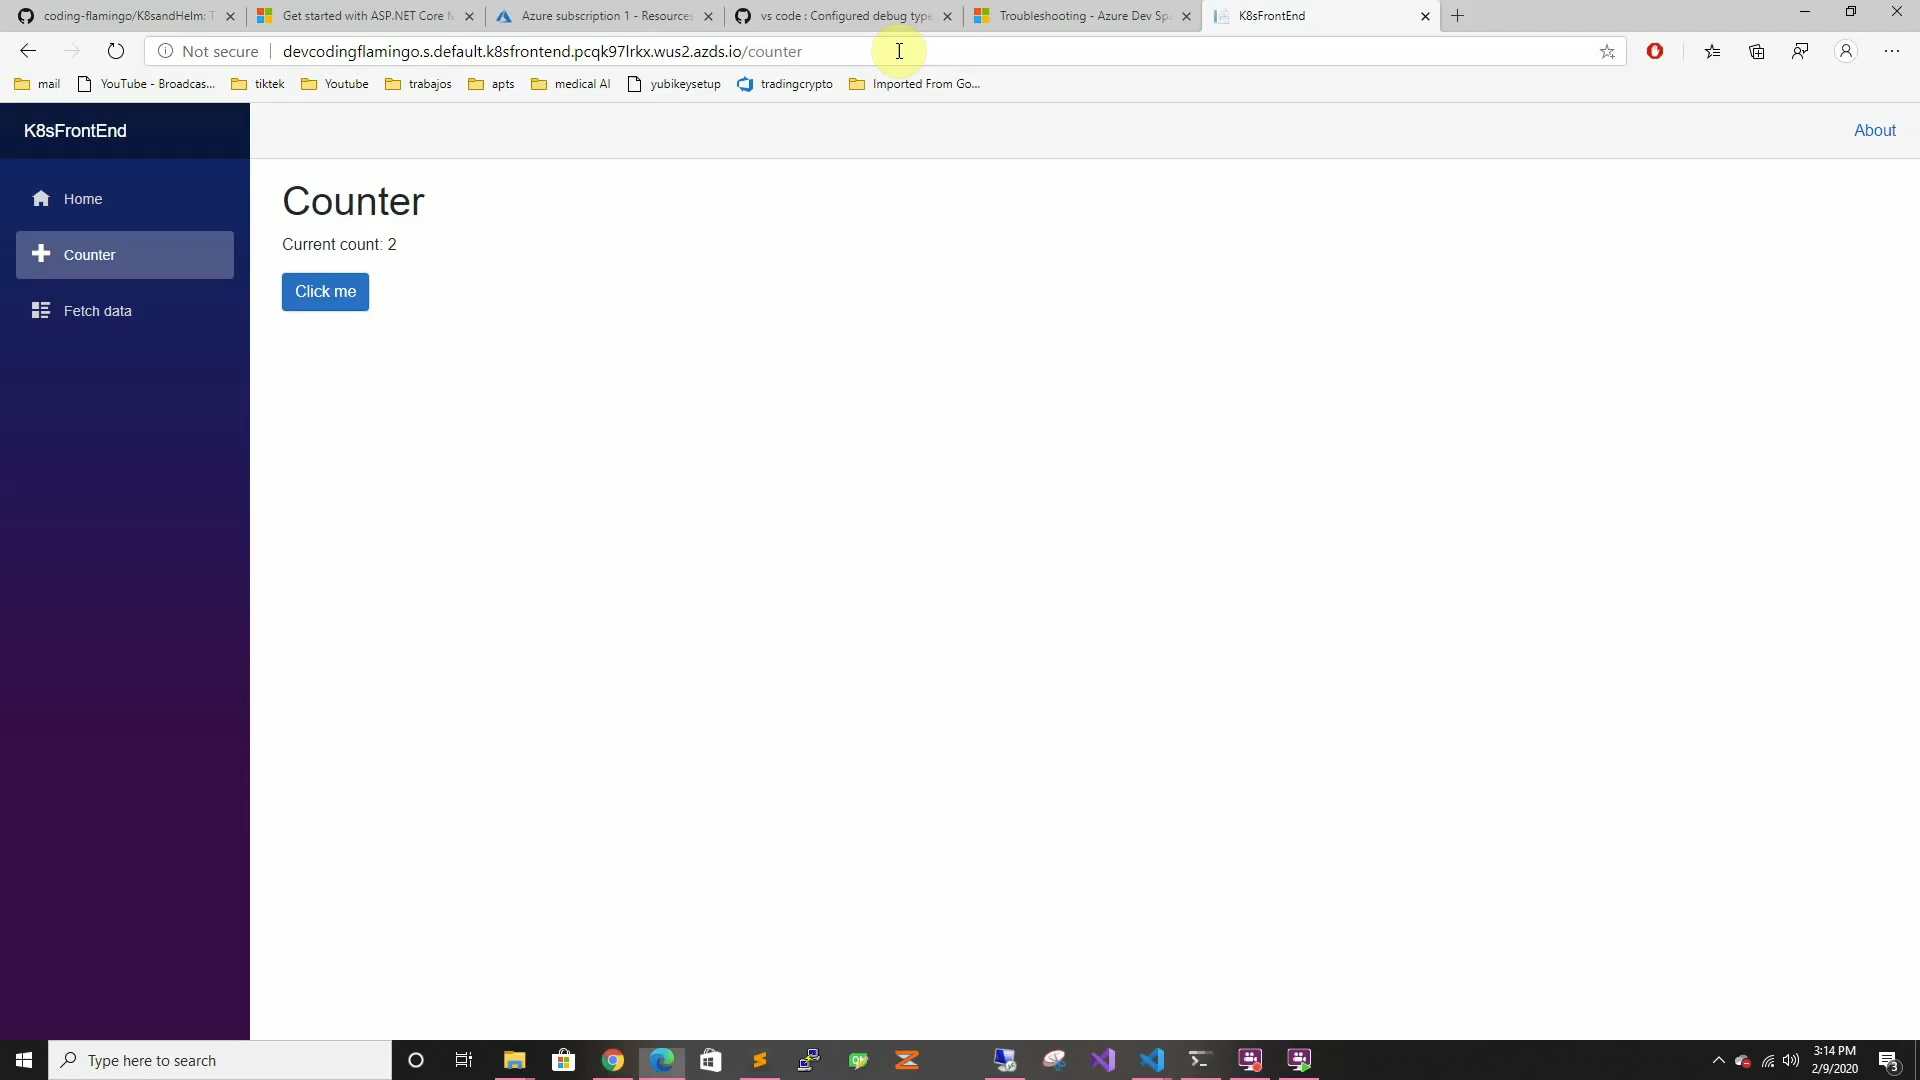 coding-flamingo/K8sandHelm: T
Get started with ASP.NET Core
Azure subscription 1 - Resources
vs code : Configured debug type
Troubleshooting - Azure Dev Sp
K8sFrontEnd
Not secure
devcodingflamingo.s.default.k8sfrontend.pcqk97lrkx.wus2.azds.io/counter
mail
YouTube - Broadcas...
tiktek
Youtube
trabajos
apts
medical AI
yubikeysetup
tradingcrypto
Imported From Go...
K8sFrontEnd
About
Home
Counter
Fetch data
Counter
Current count: 2
Click me
Type here to search
3:14 PM
2/9/2020
3